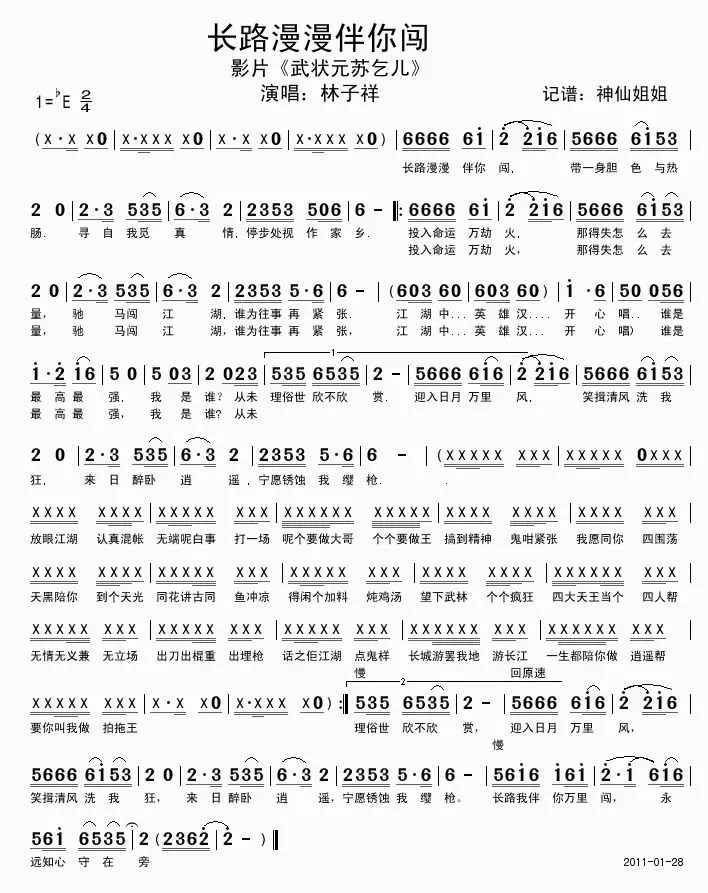 长路漫漫伴你闯
影片《武状元苏乞儿》
1=♭E 2/4 演唱：林子祥 记谱：神仙姐姐
(X·X X0|X·XXX X0|X·X X0|X·XXX X0)|6666 6i|2 2i6|5666 6i53|
长路漫漫 伴你 闯， 带一身胆 色 与热
2 0|2·3 535|6·3 2|2353 506|6 -|:6666 6i|2 2i6|5666 6i53|
肠. 寻 自 我觅 真 情, 停步处视 作 家 乡. 投入命运 万劫 火， 那得失怎 么 去
投入命运 万劫 火， 那得失怎 么 去
2 0|2·3 535|6·3 2|2353 5·6|6 -|(603 60|603 60)|i·6|50 056|
量, 驰 马闯 江 湖, 谁为往事 再 紧 张. 江 湖 中... 英 雄 汉.... 开 心 唱.. 谁是
量, 驰 马闯 江 湖, 谁为往事 再 紧 张, 江 湖 中... 英 雄 汉.... 开 心 唱) 谁是
1
i·2 i6|5 0|5 03|2 023|535 6535|2 -|5666 i6|2 2i6|5666 6i53|
最 高 最 强, 我 是 谁? 从未 理俗世 欣不欣 赏. 迎入日月 万里 风, 笑揖清风 洗 我
最 高 最 强, 我 是 谁? 从未
2 0|2·3 535|6·3 2|2353 5·6|6 -|(XXXXX XXX|XXXXX 0XXX|
狂, 来 日 醉卧 逍 遥, 宁愿锈蚀 我 缨 枪.
XXXX XXXX|XXXXX XXX|XXXXXX XXXXX|XXXXX XXXXX|XXXXX XXX|
放眼江湖 认真混帐 无端呢白事 打一场 呢个要做大哥 个个要做王 搞到精神 鬼咁紧张 我愿同你 四围荡
XXXX XXXX|XXXXX XXX|XXXXX XXX|XXXX XXXX|XXXXXX XXX|
天黑陪你 到个天光 同花讲古同 鱼冲凉 得闲个加料 炖鸡汤 望下武林 个个疯狂 四大天王当个 四人帮
XXXXX XXX|XXXXX XXX|XXXXX XXX|XXXXX XXX|XXXXXX XXX|
无情无义兼 无立场 出刀出棍重 出埋枪 话之佢江湖 点鬼样 长城游罢我地 游长江 一生都陪你做 逍遥帮
慢 回原速
2
XXXXX XXX|X·X X0|X·XXX X0):|535 6535|2 -|5666 i6|2 2i6|
要你叫我做 拍拖王 理俗世 欣不欣 赏, 迎入日月 万里 风,
慢
5666 6i53|2 0|2·3 535|6·3 2|2353 5·6|6 -|56i6 i6i|2·i 6i6|
笑揖清风 洗 我 狂, 来 日 醉卧 逍 遥, 宁愿锈蚀 我 缨 枪。 长路我伴 你万里 闯, 永
56i 6535|2 (2362|2 -)|
远知心 守 在 旁
2011-01-28